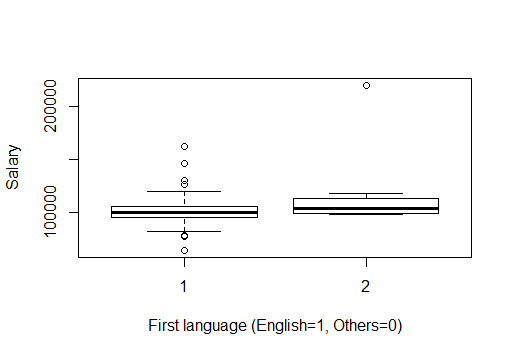 Salary
200000
100000
1
2
First language (English=1, Others=0)